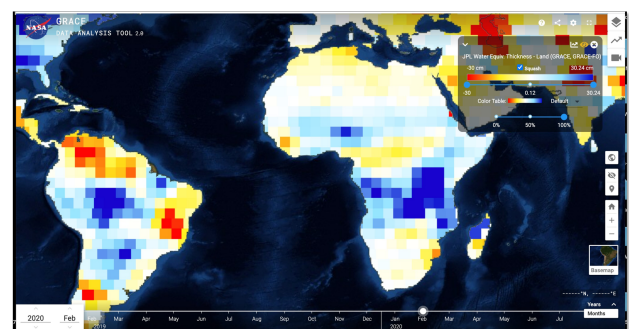 NASA
GRACE
DATA ANALYSIS TOOL 2.0
JPL Water Equiv. Thickness - Land (GRACE, GRACE-FO)
-30 cm
Squash
30.24 cm
-30
0.12
30.24
Color Table:
Default
0%
50%
100%
Basemap
------°N, ------°E
Years
Months
2020
Feb
Feb
Mar
Apr
May
Jun
Jul
Aug
Sep
Oct
Nov
Dec
Jan
Feb
Mar
Apr
May
Jun
Jul
2019
2020